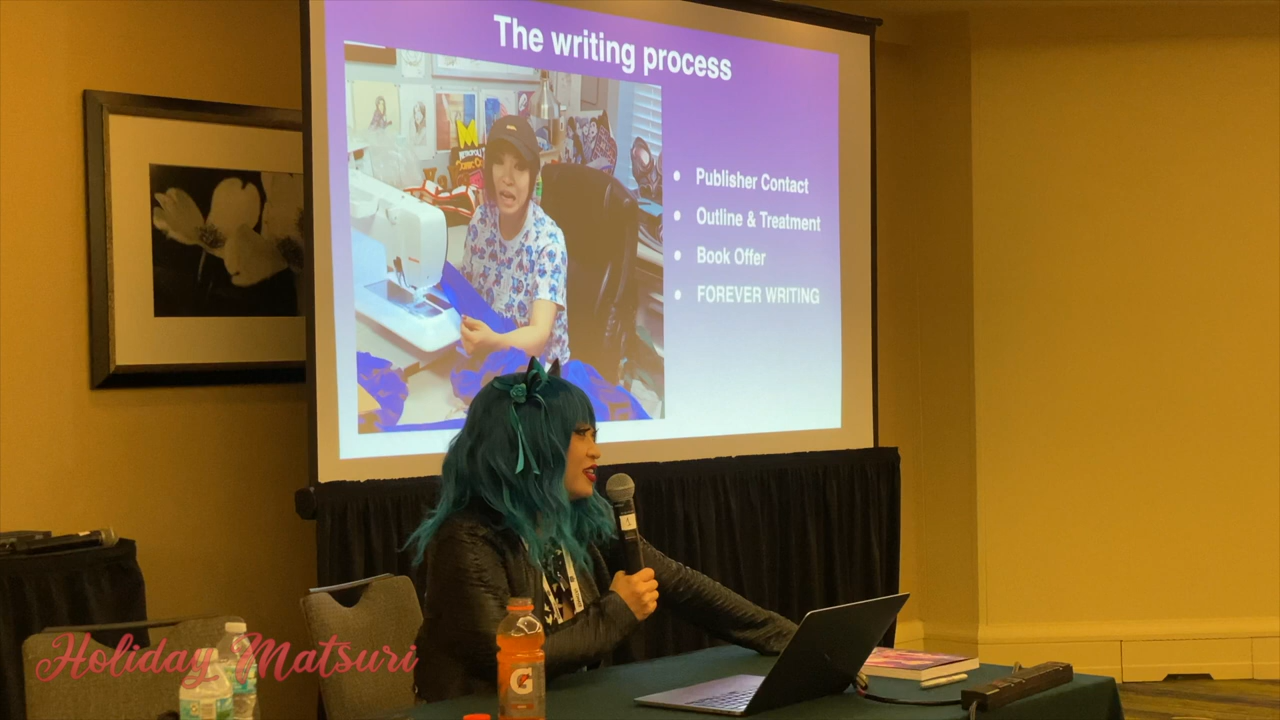 The writing process
Publisher Contact
Outline & Treatment
Book Offer
FOREVER WRITING
G
Holiday Matsuri